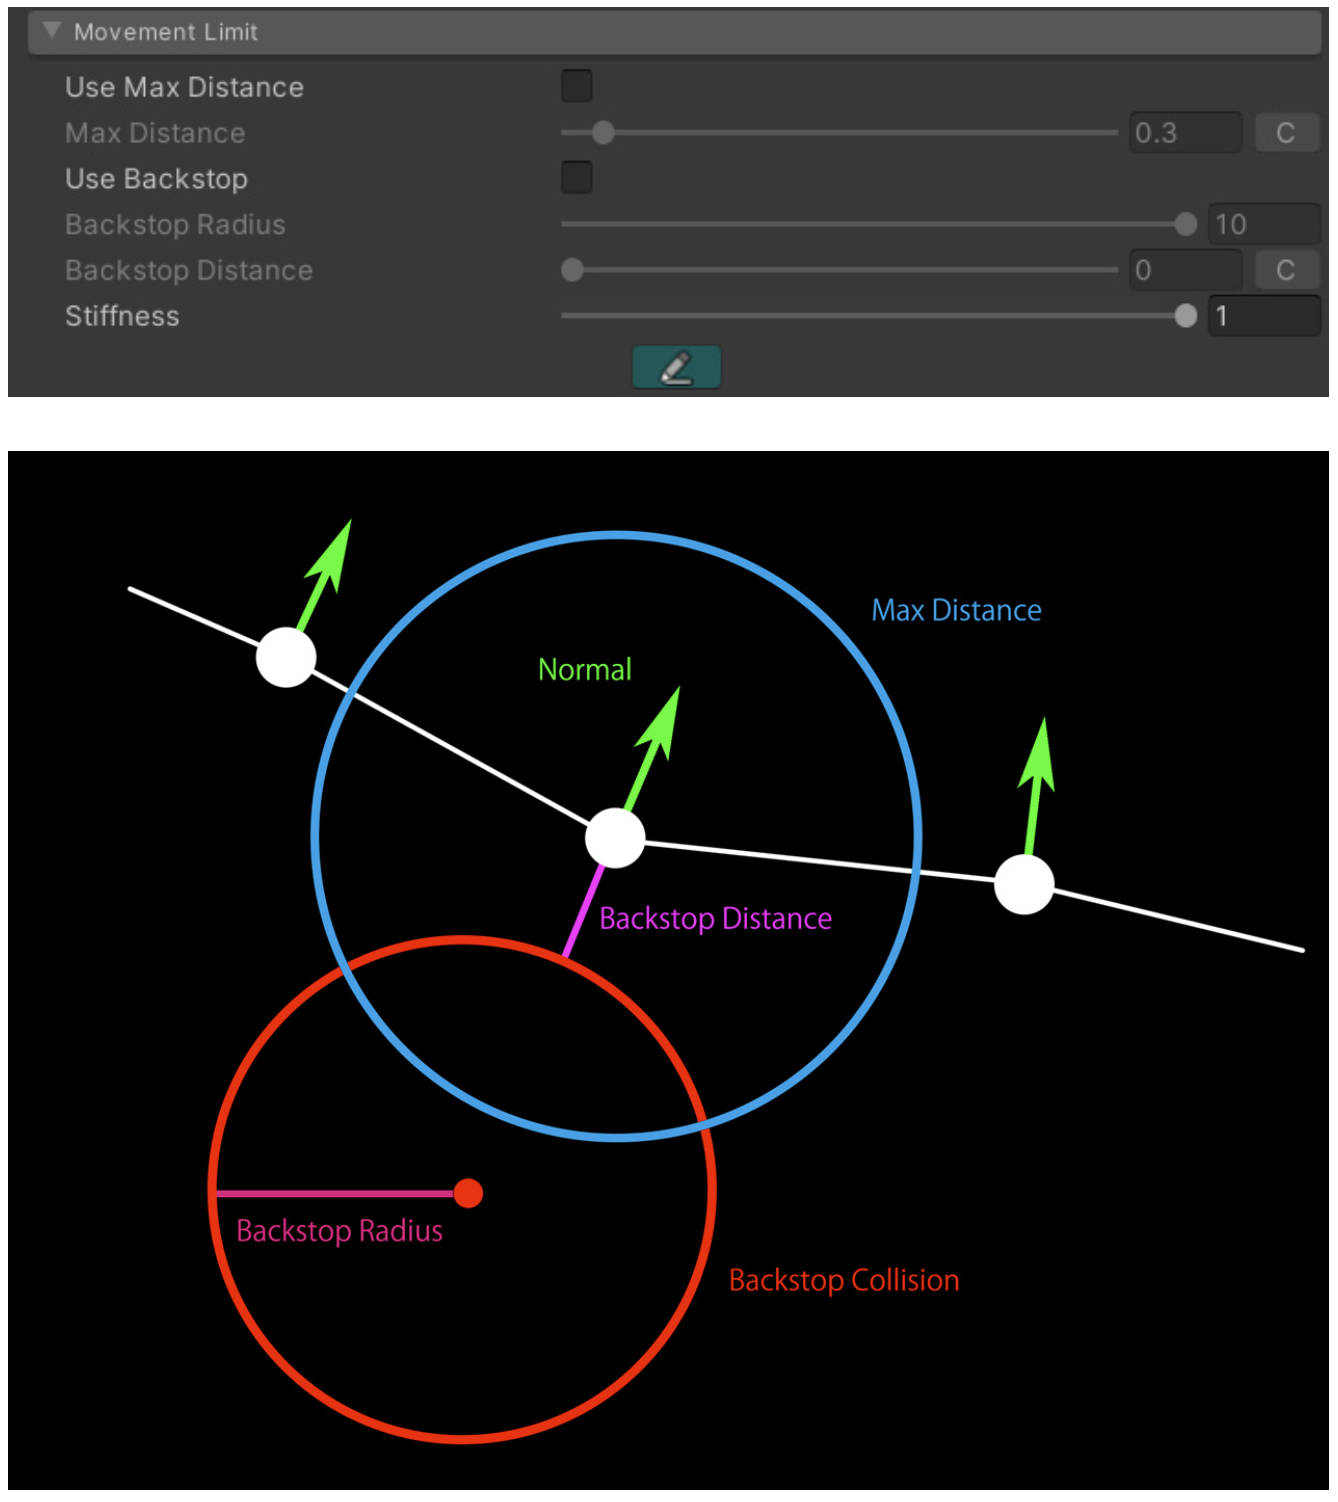 Movement Limit
Use Max Distance
Max Distance 0.3 C
Use Backstop
Backstop Radius 10
Backstop Distance 0 C
Stiffness 1
Max Distance
Normal
Backstop Distance
Backstop Radius
Backstop Collision